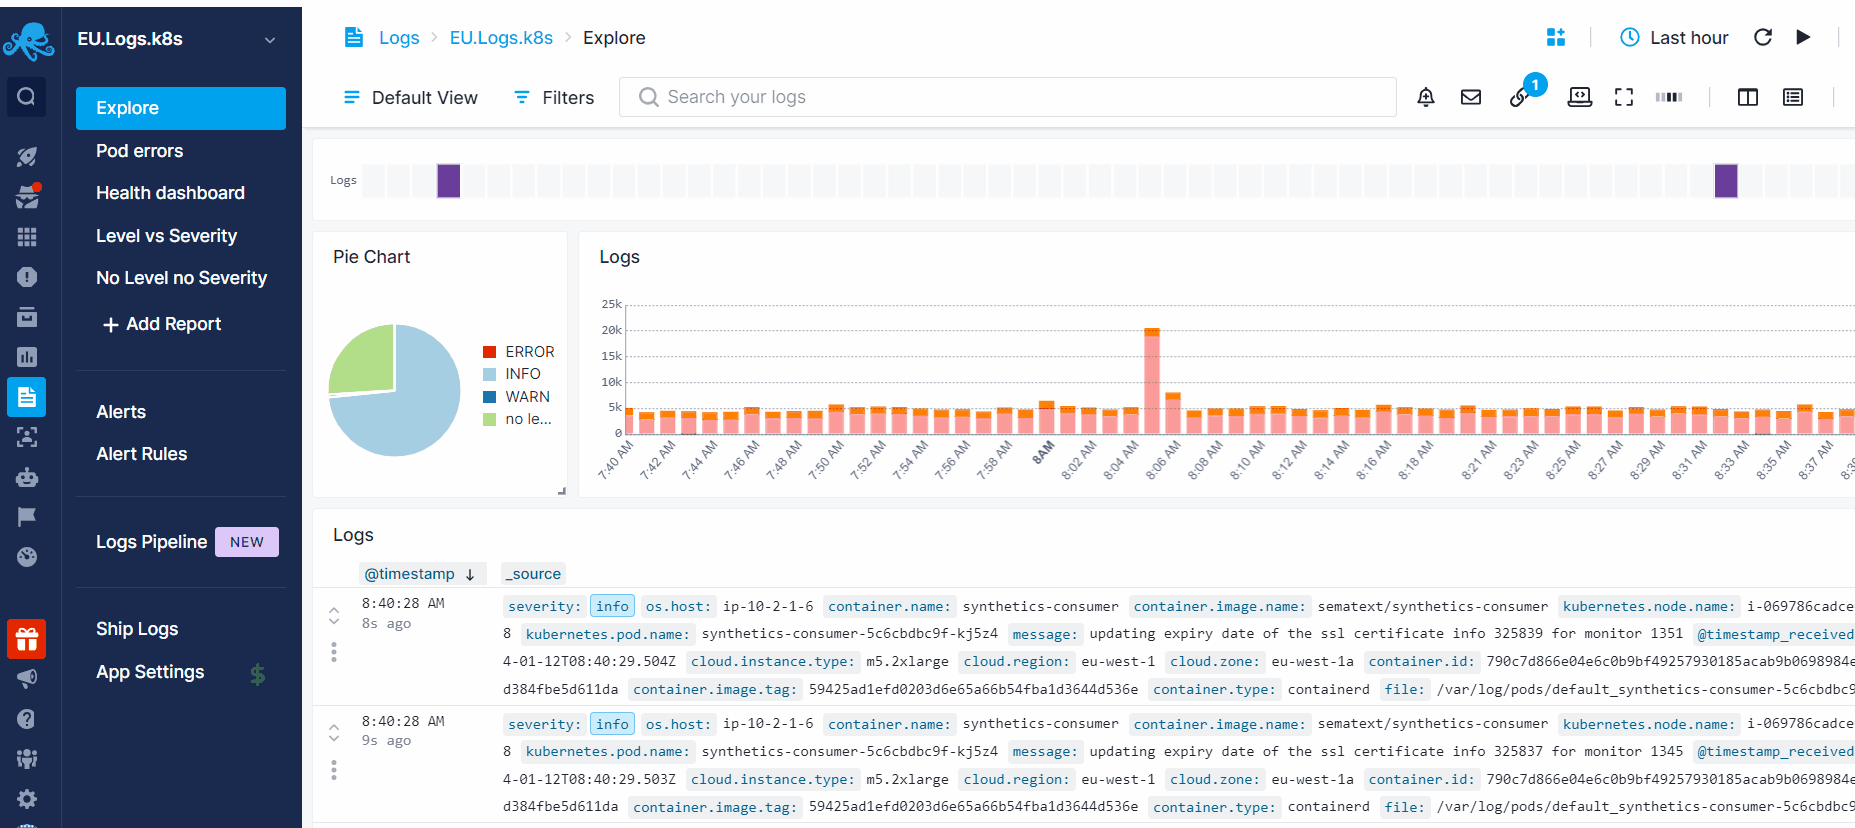 EU.Logs.k8s
Explore
Pod errors
Health dashboard
Level vs Severity
No Level no Severity
+ Add Report
Alerts
Alert Rules
Logs Pipeline NEW
Ship Logs
App Settings $
Logs > EU.Logs.k8s > Explore
Last hour
Default View Filters Search your logs 1
Logs
Pie Chart
ERROR
INFO
WARN
no le...
Logs
25k
20k
15k
10k
5k
0
7:40 AM 7:42 AM 7:44 AM 7:46 AM 7:48 AM 7:50 AM 7:52 AM 7:54 AM 7:56 AM 7:58 AM 8AM 8:02 AM 8:04 AM 8:06 AM 8:08 AM 8:10 AM 8:12 AM 8:14 AM 8:16 AM 8:18 AM 8:21 AM 8:23 AM 8:25 AM 8:27 AM 8:29 AM 8:31 AM 8:33 AM 8:35 AM 8:37 AM
Logs
@timestamp ↓ _source
8:40:28 AM
8s ago
severity: info os.host: ip-10-2-1-6 container.name: synthetics-consumer container.image.name: sematext/synthetics-consumer kubernetes.node.name: i-069786cadce
8 kubernetes.pod.name: synthetics-consumer-5c6cbdbc9f-kj5z4 message: updating expiry date of the ssl certificate info 325839 for monitor 1351 @timestamp_received
4-01-12T08:40:29.504Z cloud.instance.type: m5.2xlarge cloud.region: eu-west-1 cloud.zone: eu-west-1a container.id: 790c7d866e04e6c0b9bf49257930185acab9b0698984e
d384fbe5d611da container.image.tag: 59425ad1efd0203d6e65a66b54fba1d3644d536e container.type: containerd file: /var/log/pods/default_synthetics-consumer-5c6cbdbc9
8:40:28 AM
9s ago
severity: info os.host: ip-10-2-1-6 container.name: synthetics-consumer container.image.name: sematext/synthetics-consumer kubernetes.node.name: i-069786cadce
8 kubernetes.pod.name: synthetics-consumer-5c6cbdbc9f-kj5z4 message: updating expiry date of the ssl certificate info 325837 for monitor 1345 @timestamp_received
4-01-12T08:40:29.503Z cloud.instance.type: m5.2xlarge cloud.region: eu-west-1 cloud.zone: eu-west-1a container.id: 790c7d866e04e6c0b9bf49257930185acab9b0698984e
d384fbe5d611da container.image.tag: 59425ad1efd0203d6e65a66b54fba1d3644d536e container.type: containerd file: /var/log/pods/default_synthetics-consumer-5c6cbdbc9